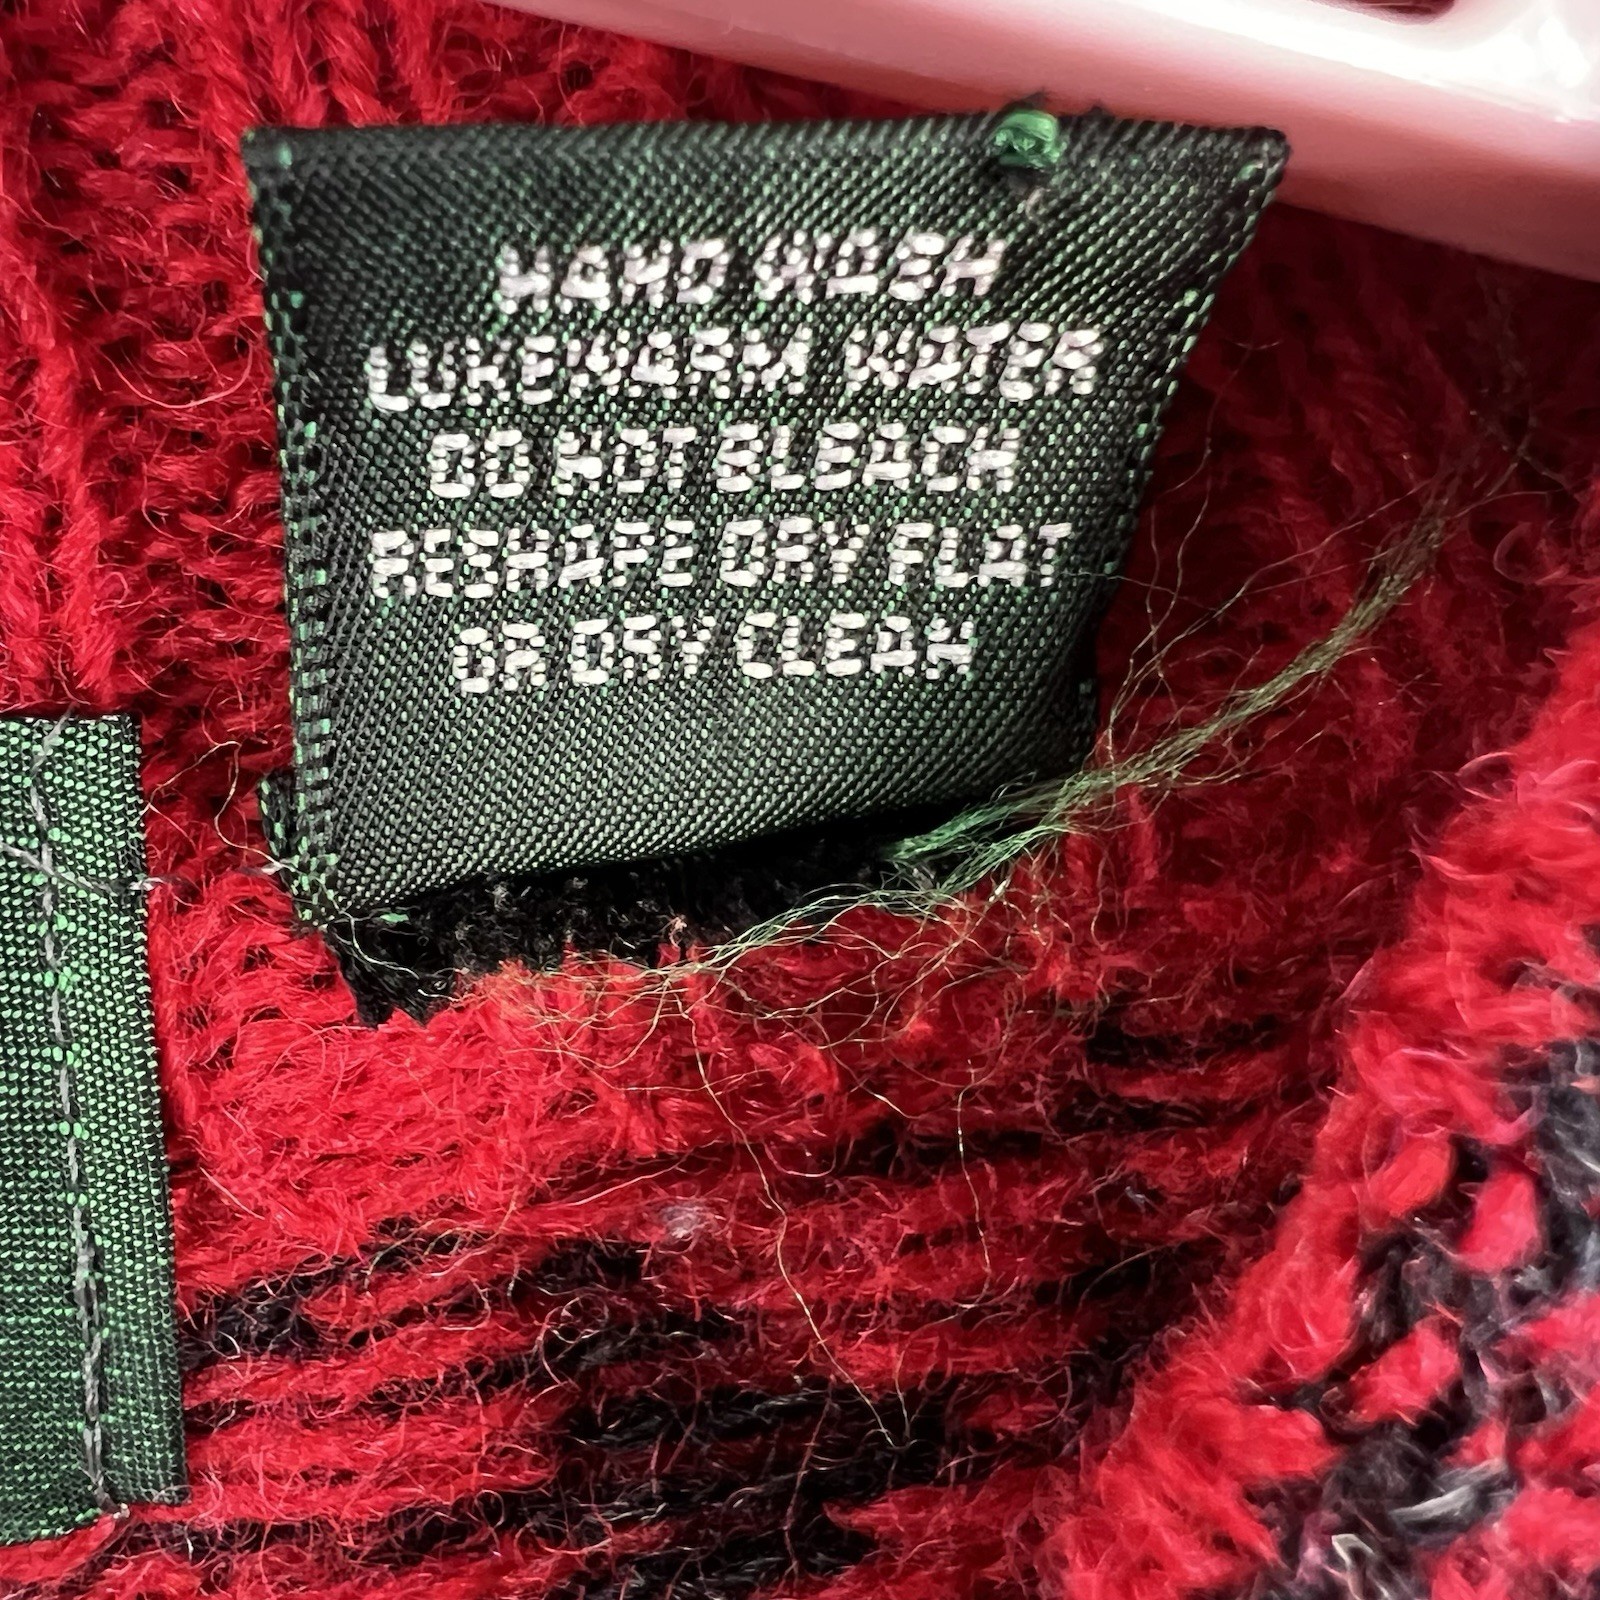 HAND WASH
LUKEWARM WATER
DO NOT BLEACH
RESHAPE DRY FLAT
OR DRY CLEAN